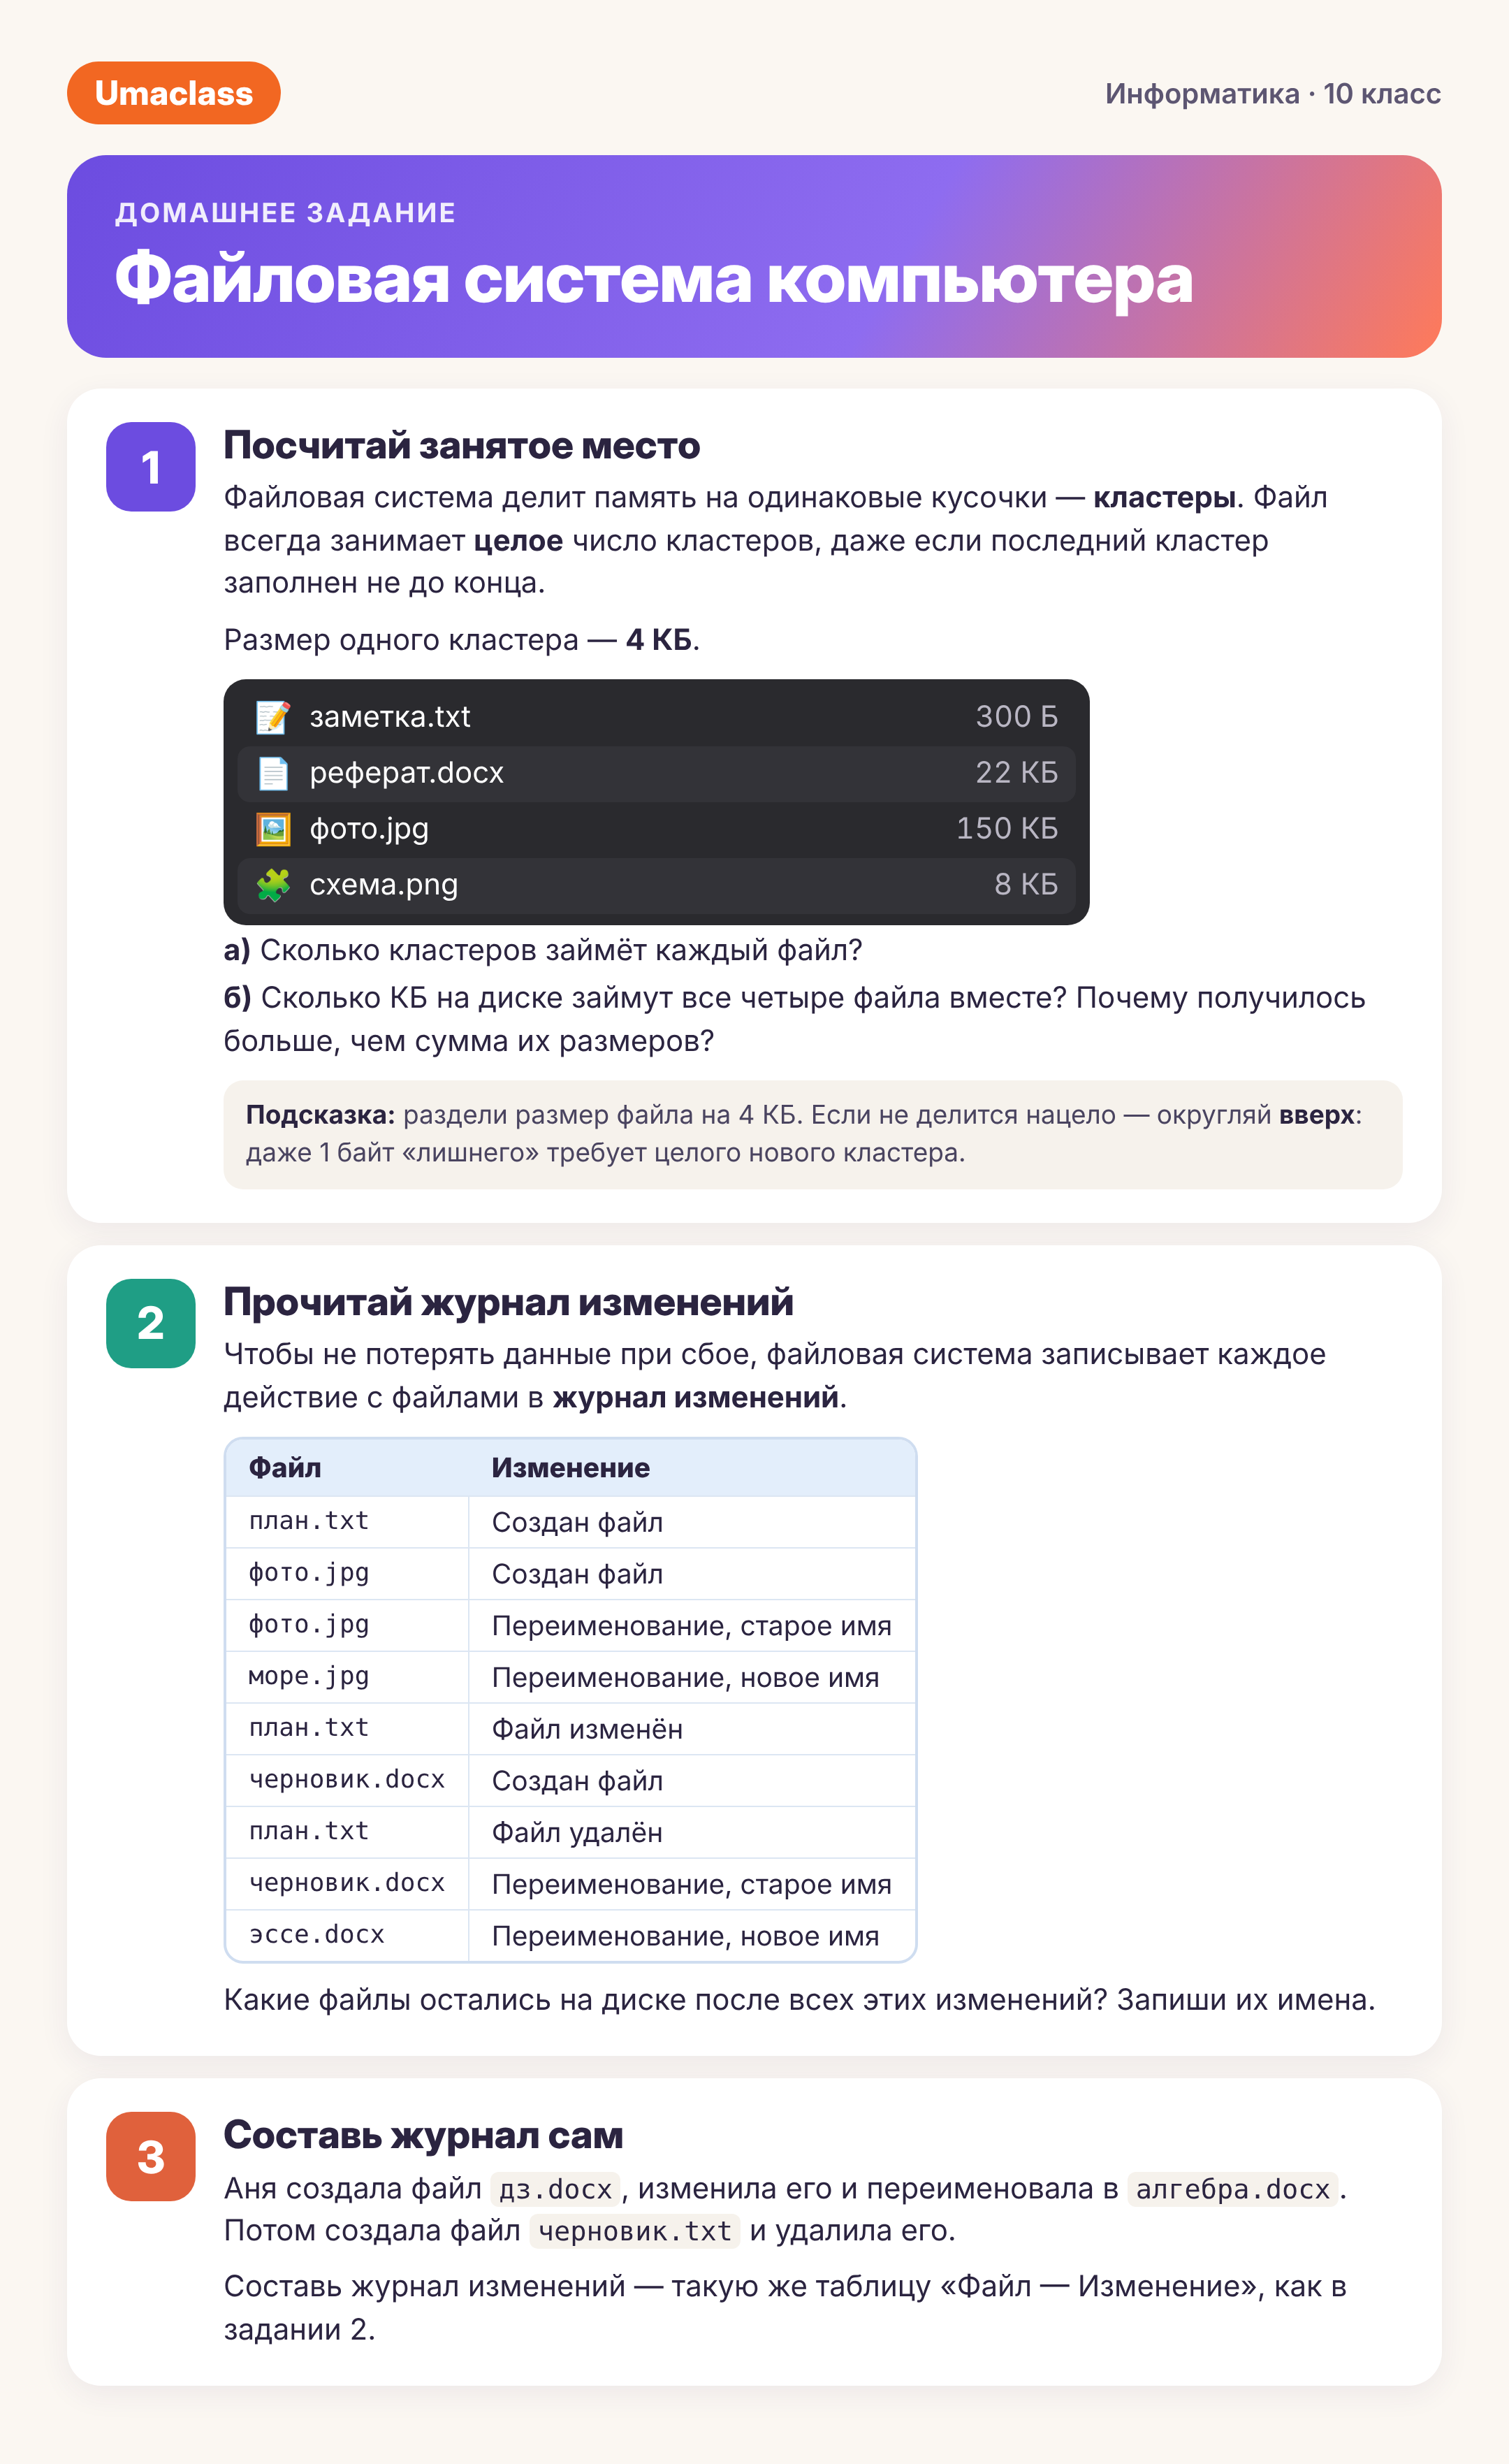 Umaclass
Информатика · 10 класс
ДОМАШНЕЕ ЗАДАНИЕ
Файловая система компьютера
1
Посчитай занятое место
Файловая система делит память на одинаковые кусочки — кластеры. Файл
всегда занимает целое число кластеров, даже если последний кластер
заполнен не до конца.
Размер одного кластера — 4 КБ.
заметка.txt 300 Б
реферат.docx 22 КБ
фото.jpg 150 КБ
схема.png 8 КБ
а) Сколько кластеров займёт каждый файл?
б) Сколько КБ на диске займут все четыре файла вместе? Почему получилось
больше, чем сумма их размеров?
Подсказка: раздели размер файла на 4 КБ. Если не делится нацело — округляй вверх:
даже 1 байт «лишнего» требует целого нового кластера.
2
Прочитай журнал изменений
Чтобы не потерять данные при сбое, файловая система записывает каждое
действие с файлами в журнал изменений.
Файл Изменение
план.txt Создан файл
фото.jpg Создан файл
фото.jpg Переименование, старое имя
море.jpg Переименование, новое имя
план.txt Файл изменён
черновик.docx Создан файл
план.txt Файл удалён
черновик.docx Переименование, старое имя
эссе.docx Переименование, новое имя
Какие файлы остались на диске после всех этих изменений? Запиши их имена.
3
Составь журнал сам
Аня создала файл дз.docx, изменила его и переименовала в алгебра.docx.
Потом создала файл черновик.txt и удалила его.
Составь журнал изменений — такую же таблицу «Файл — Изменение», как в
задании 2.